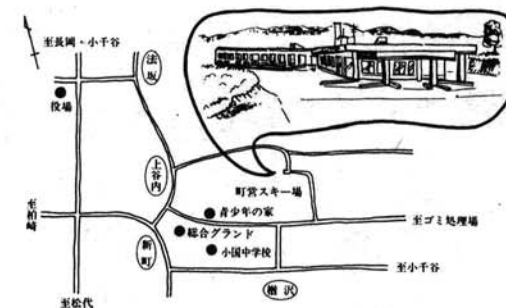 至長岡・小千谷
法坂
役場
上谷内
町営スキー場
青少年の家
至柏崎
総合グランド
至ゴミ処理場
新町
小国中学校
至小千谷
楢沢
至松代